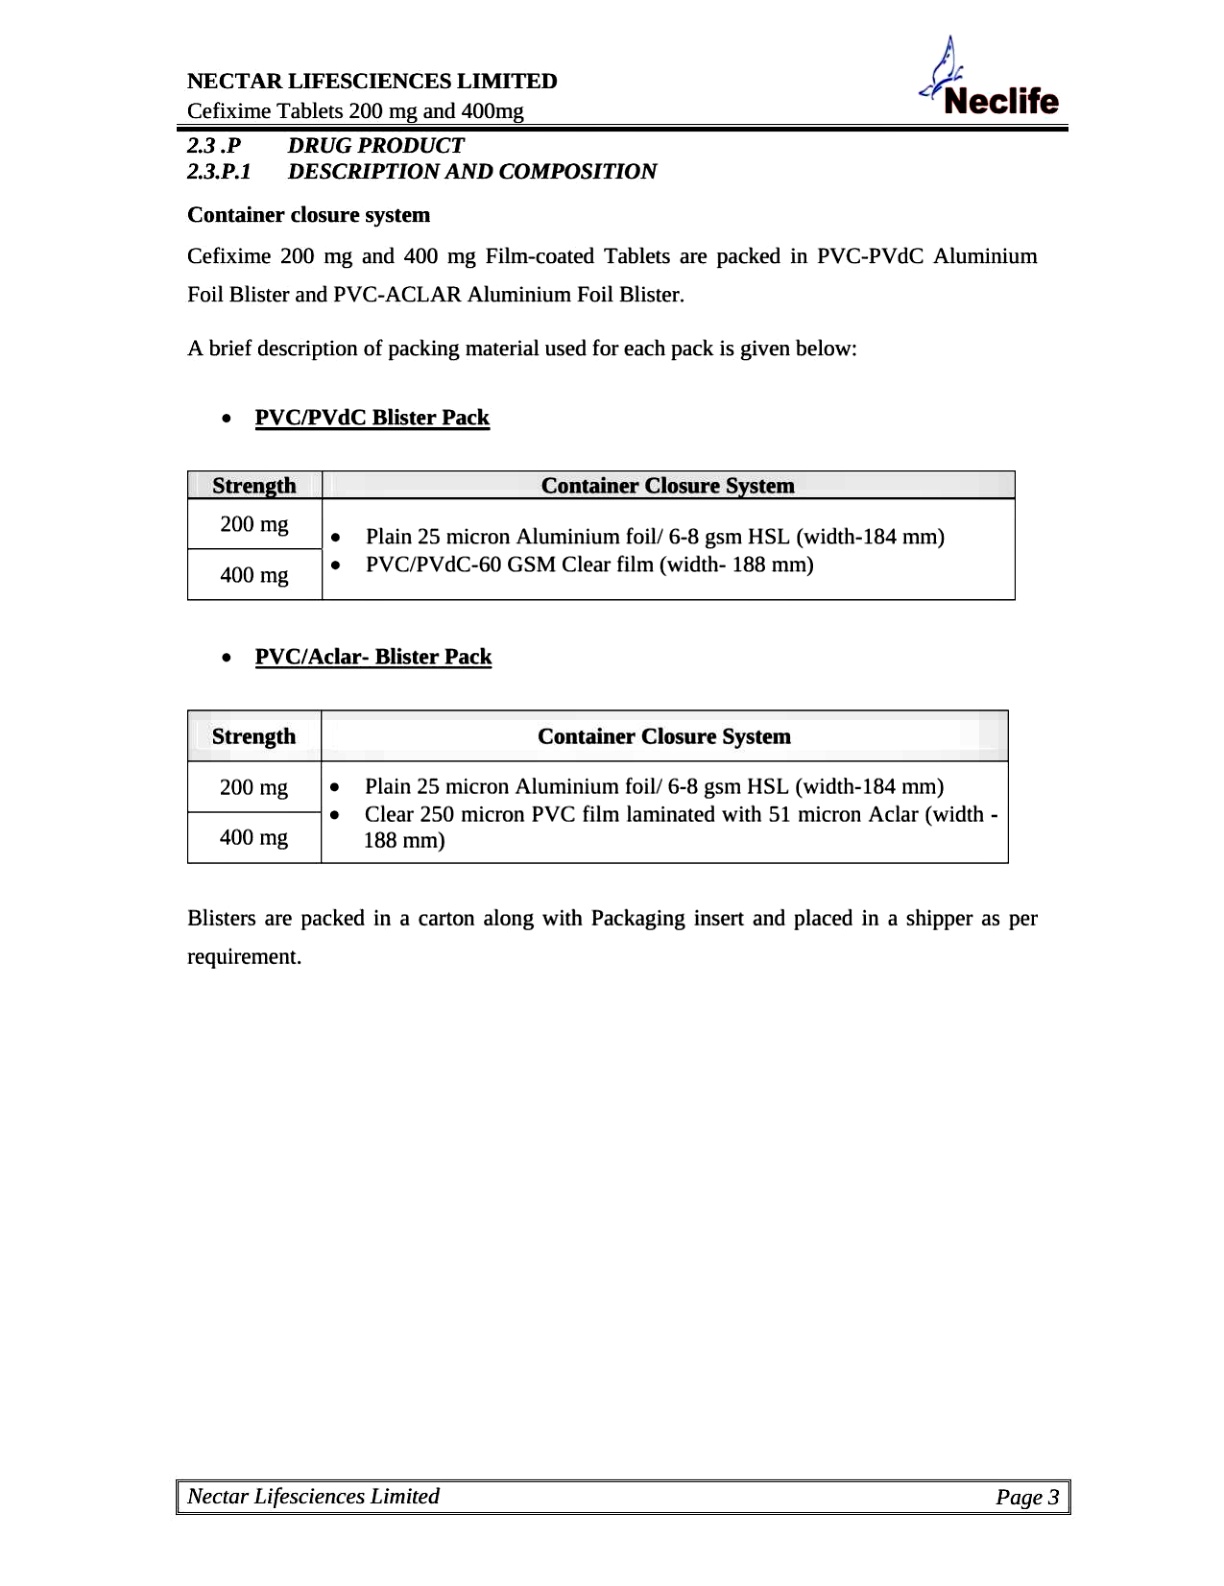 NECTAR LIFESCIENCES LIMITED
Cefixime Tablets 200 mg and 400mg
Neclife
2.3 .P DRUG PRODUCT
2.3.P.1 DESCRIPTION AND COMPOSITION
Container closure system
Cefixime 200 mg and 400 mg Film-coated Tablets are packed in PVC-PVdC Aluminium
Foil Blister and PVC-ACLAR Aluminium Foil Blister.
A brief description of packing material used for each pack is given below:
• PVC/PVdC Blister Pack
Strength Container Closure System
200 mg
400 mg
• Plain 25 micron Aluminium foil/ 6-8 gsm HSL (width-184 mm)
• PVC/PVdC-60 GSM Clear film (width- 188 mm)
• PVC/Aclar- Blister Pack
Strength Container Closure System
200 mg
400 mg
• Plain 25 micron Aluminium foil/ 6-8 gsm HSL (width-184 mm)
• Clear 250 micron PVC film laminated with 51 micron Aclar (width -
188 mm)
Blisters are packed in a carton along with Packaging insert and placed in a shipper as per
requirement.
Nectar Lifesciences Limited Page 3